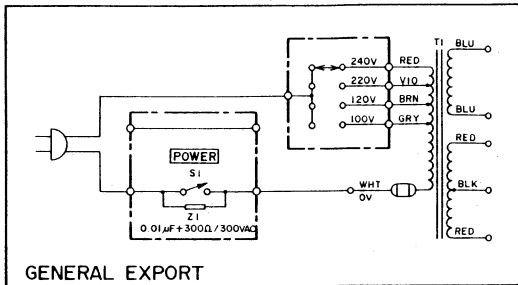 240V RED T1 BLU
220V VIO
120V BRN
100V GRY BLU
RED
POWER
S1
WHT BLK
0V
Z1
0.01µF+300Ω/300VAC
RED
GENERAL EXPORT